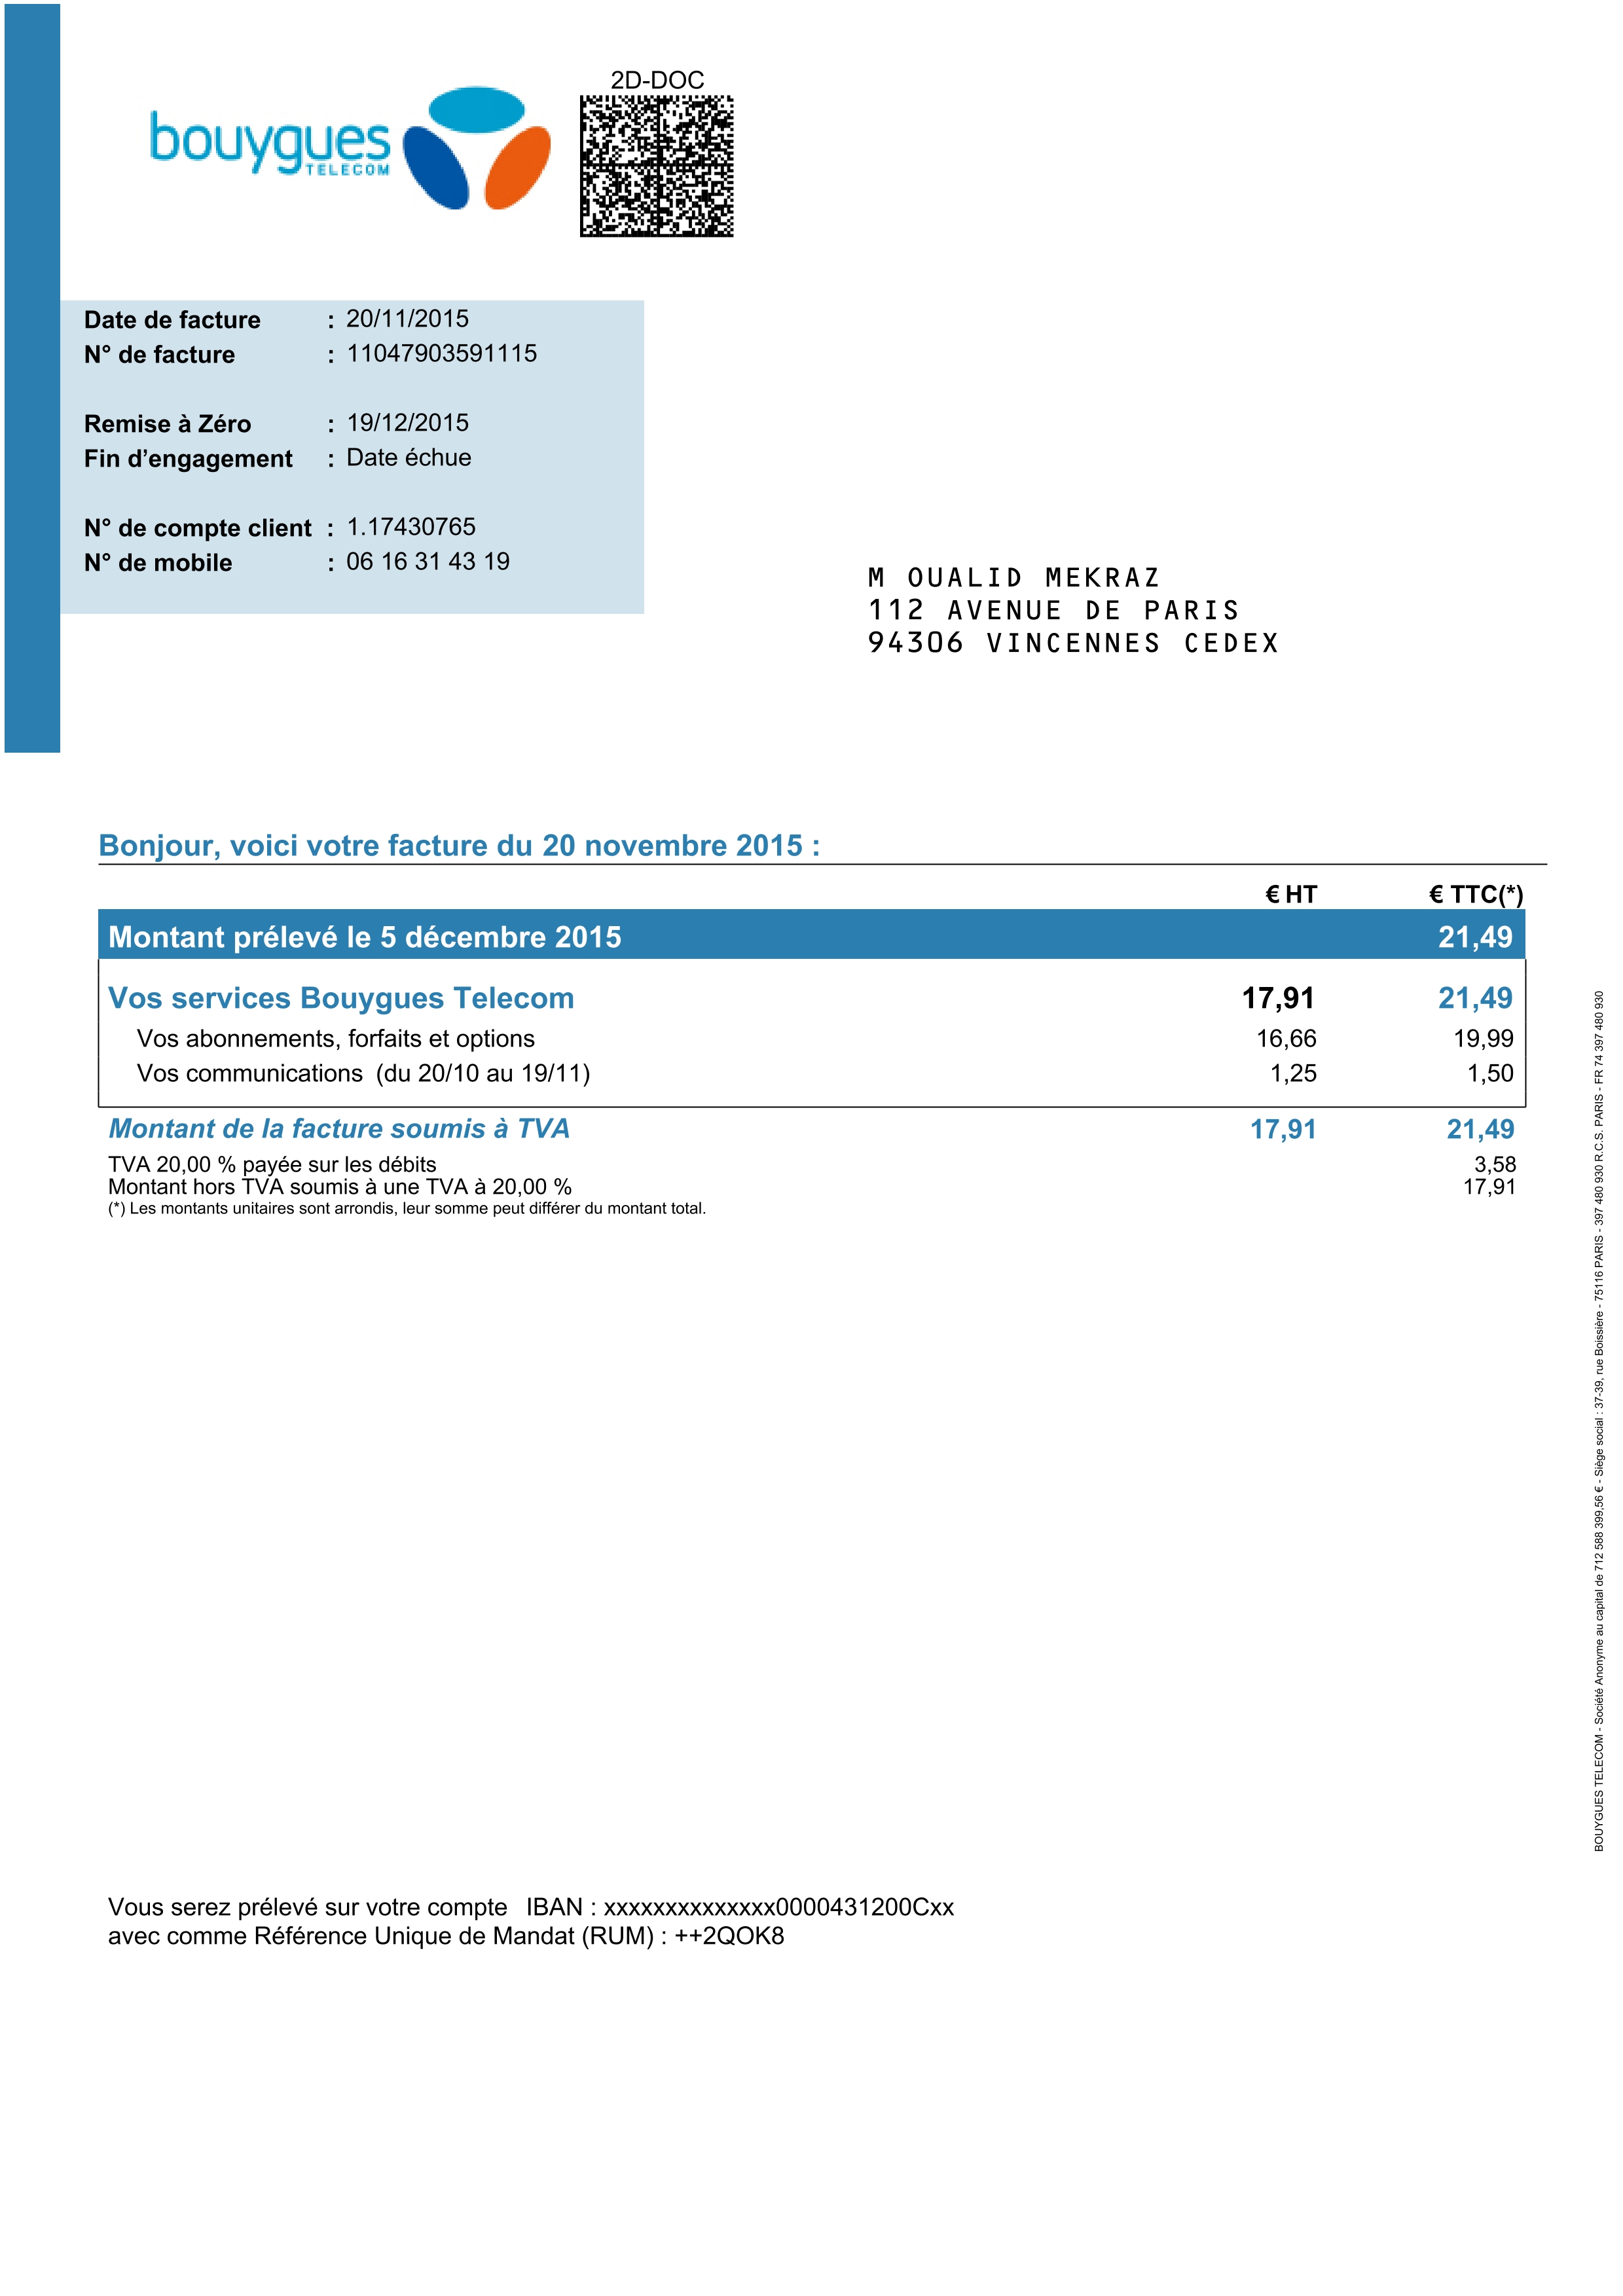 2D-DOC
bouygues
TELECOM
Date de facture : 20/11/2015
N° de facture : 11047903591115
Remise à Zéro : 19/12/2015
Fin d’engagement : Date échue
N° de compte client : 1.17430765
N° de mobile : 06 16 31 43 19
M OUALID MEKRAZ
112 AVENUE DE PARIS
94306 VINCENNES CEDEX
Bonjour, voici votre facture du 20 novembre 2015 :
€ HT € TTC(*)
Montant prélevé le 5 décembre 2015 21,49
Vos services Bouygues Telecom 17,91 21,49
Vos abonnements, forfaits et options 16,66 19,99
Vos communications (du 20/10 au 19/11) 1,25 1,50
Montant de la facture soumis à TVA 17,91 21,49
TVA 20,00 % payée sur les débits 3,58
Montant hors TVA soumis à une TVA à 20,00 % 17,91
(*) Les montants unitaires sont arrondis, leur somme peut différer du montant total.
Vous serez prélevé sur votre compte IBAN : xxxxxxxxxxxxxx0000431200Cxx
avec comme Référence Unique de Mandat (RUM) : ++2QOK8
BOUYGUES TELECOM - Société Anonyme au capital de 712 588 399,56 € - Siège social : 37-39, rue Boissière - 75116 PARIS - 397 480 930 R.C.S. PARIS - FR 74 397 480 930